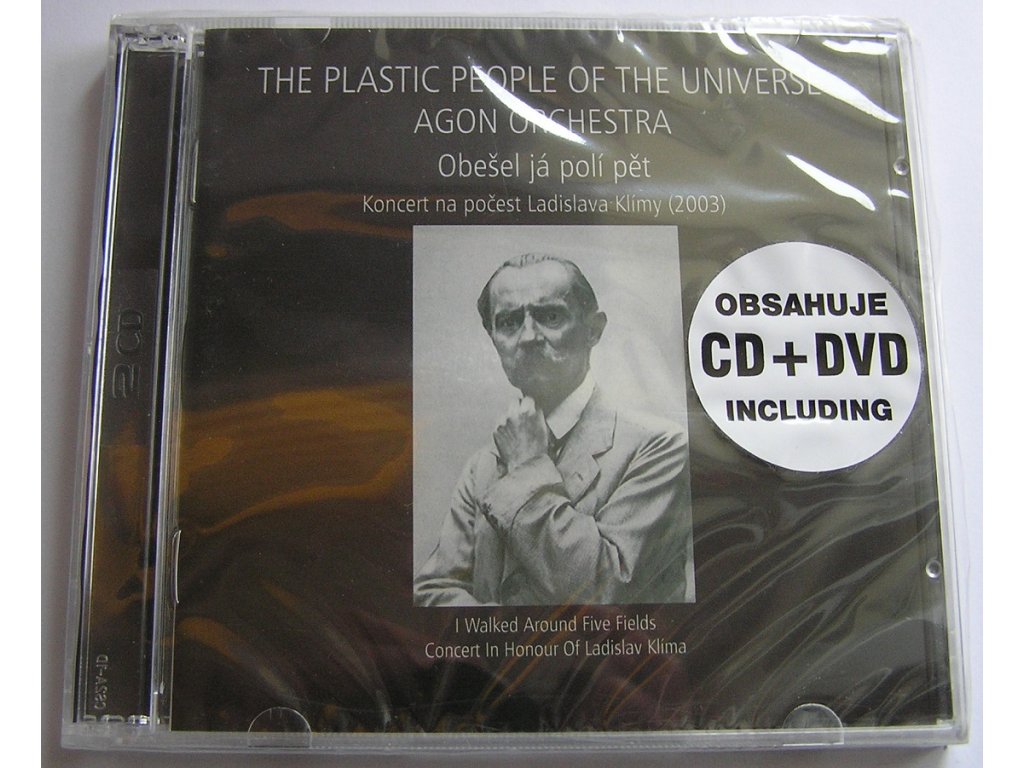 THE PLASTIC PEOPLE OF THE UNIVERSE
AGON ORCHESTRA
Obešel já polí pět
Koncert na počest Ladislava Klímy (2003)
OBSAHUJE
CD+DVD
INCLUDING
I Walked Around Five Fields
Concert In Honour Of Ladislav Klíma
2 CD